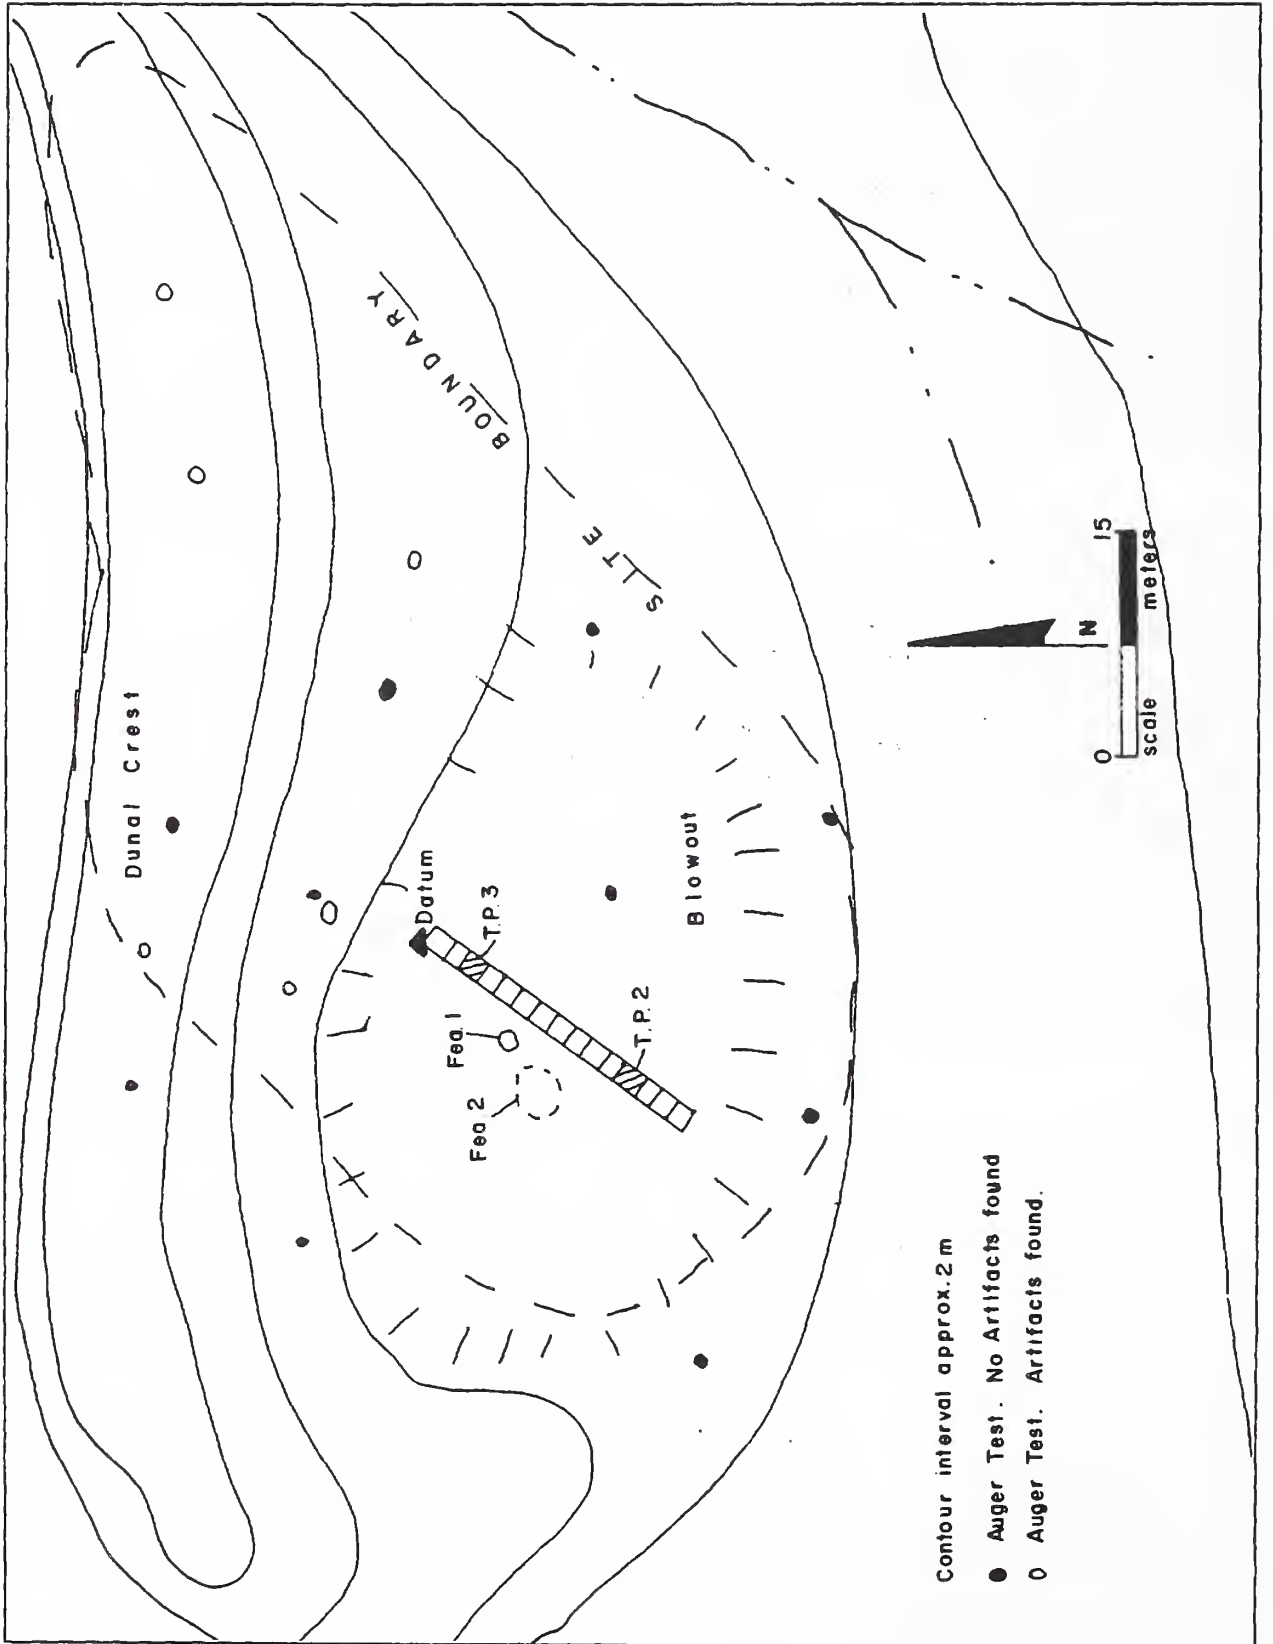 Dunal Crest
SITE BOUNDARY
Datum
T.P.3
Fea.1
Fea.2
T.P.2
Blowout
N
0 15
scale meters
Contour interval approx. 2 m
Auger Test. No Artifacts found
Auger Test. Artifacts found.